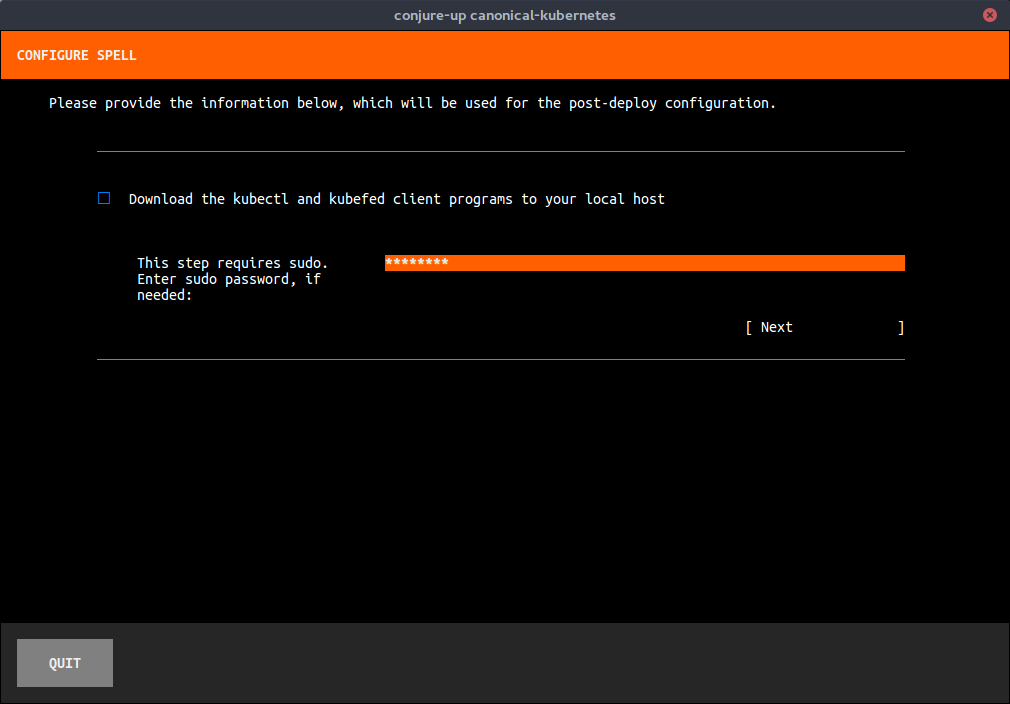 conjure-up canonical-kubernetes
CONFIGURE SPELL
Please provide the information below, which will be used for the post-deploy configuration.
Download the kubectl and kubefed client programs to your local host
This step requires sudo. ********
Enter sudo password, if
needed:
[ Next ]
QUIT